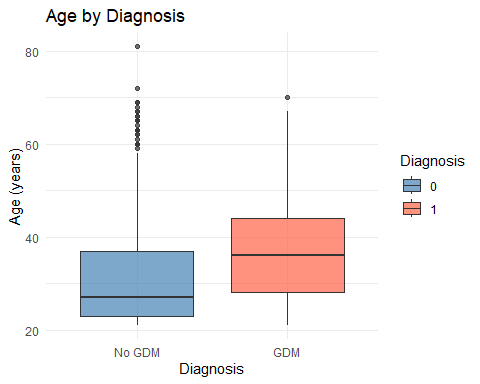 Age by Diagnosis
Age (years)
80
60
40
20
No GDM
GDM
Diagnosis
Diagnosis
0
1